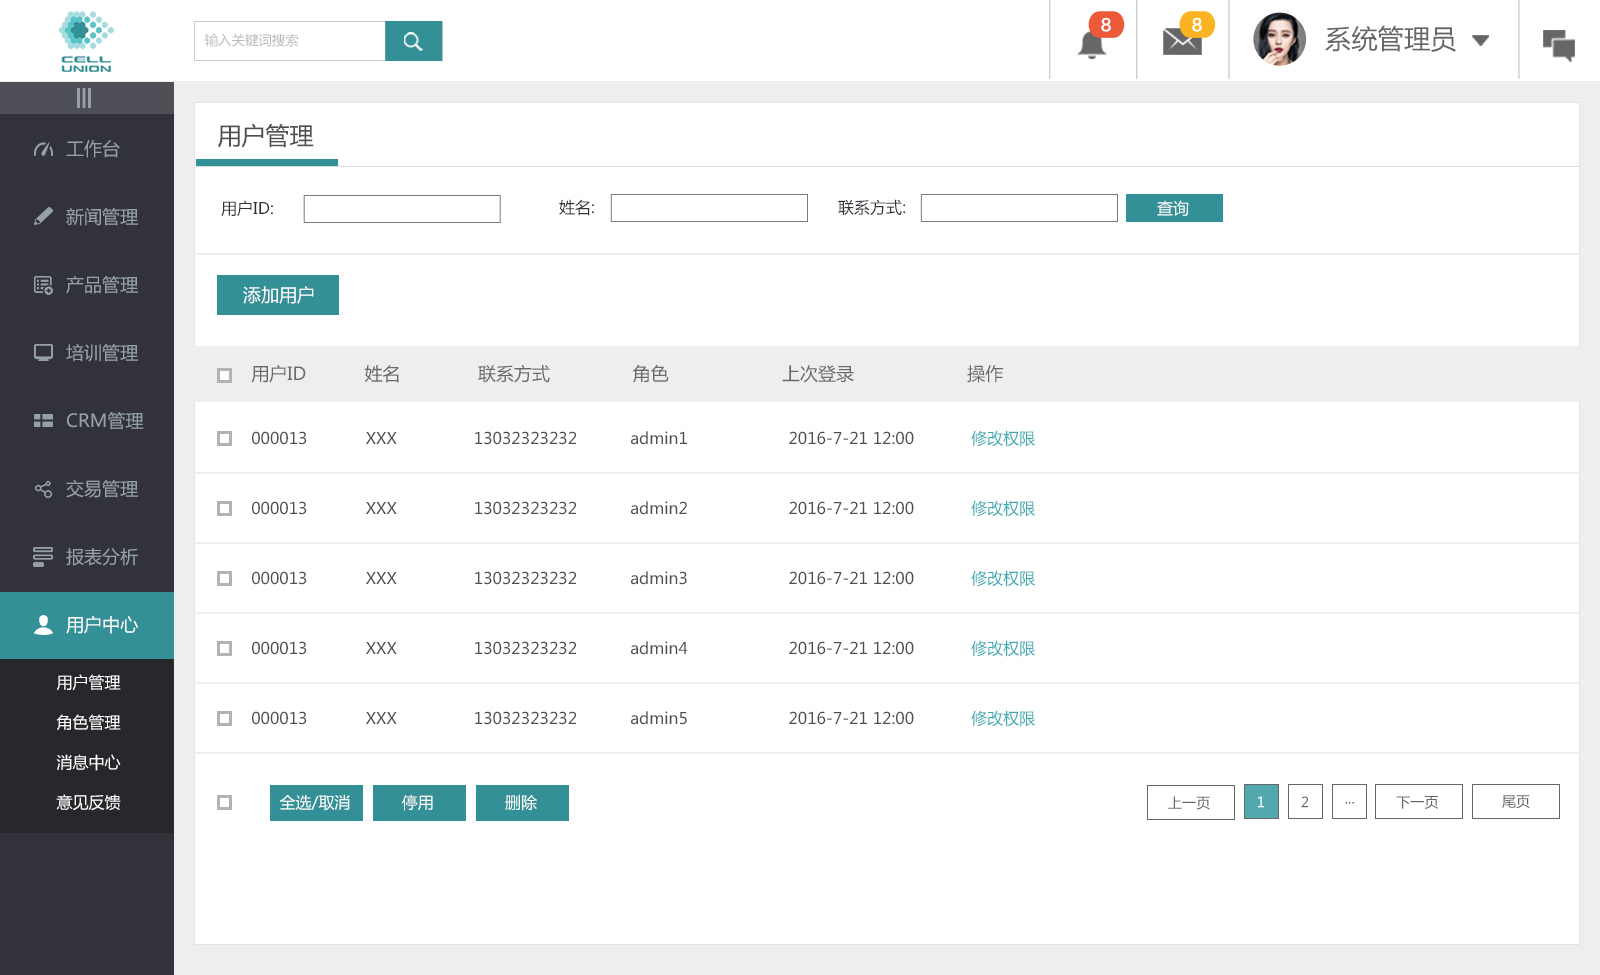 CELL
UNION
输入关键词搜索
8
8
系统管理员
工作台
新闻管理
产品管理
培训管理
CRM管理
交易管理
报表分析
用户中心
用户管理
角色管理
消息中心
意见反馈
用户管理
用户ID: 姓名: 联系方式: 查询
添加用户
用户ID 姓名 联系方式 角色 上次登录 操作
000013 XXX 13032323232 admin1 2016-7-21 12:00 修改权限
000013 XXX 13032323232 admin2 2016-7-21 12:00 修改权限
000013 XXX 13032323232 admin3 2016-7-21 12:00 修改权限
000013 XXX 13032323232 admin4 2016-7-21 12:00 修改权限
000013 XXX 13032323232 admin5 2016-7-21 12:00 修改权限
全选/取消 停用 删除 上一页 1 2 ... 下一页 尾页